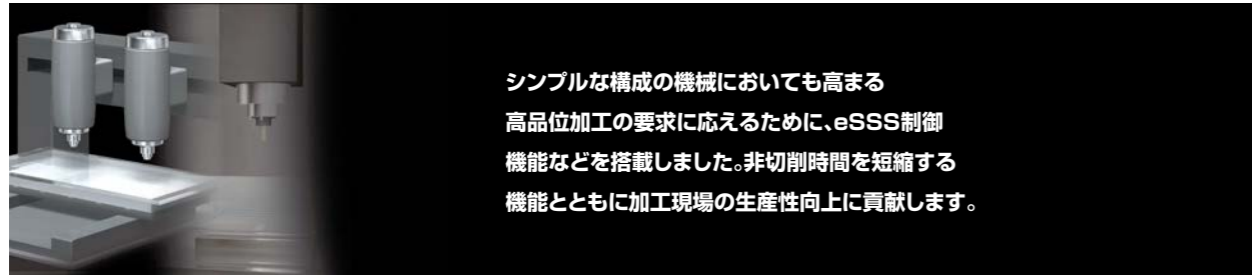 シンプルな構成の機械においても高まる
高品位加工の要求に応えるために、eSSS制御
機能などを搭載しました。非切削時間を短縮する
機能とともに加工現場の生産性向上に貢献します。